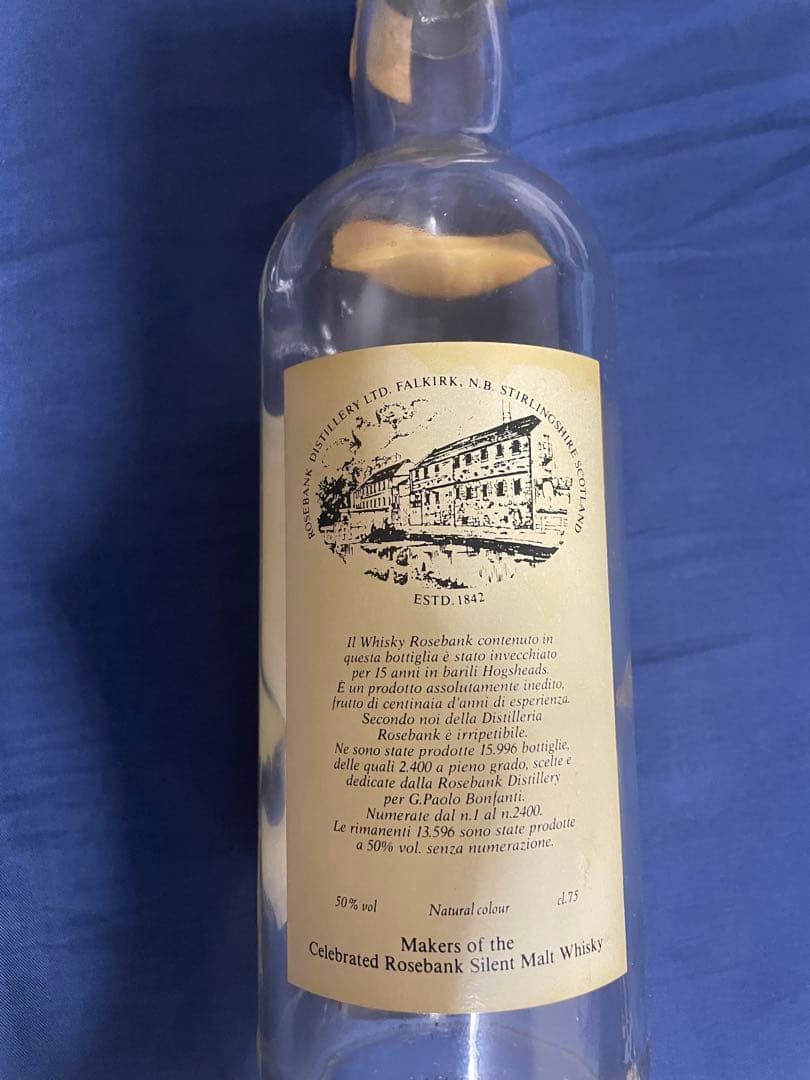 ROSEBANK DISTILLERY LTD. FALKIRK, N.B. STIRLINGSHIRE SCOTLAND
ESTD. 1842
Il Whisky Rosebank contenuto in
questa bottiglia è stato invecchiato
per 15 anni in barili Hogsheads.
È un prodotto assolutamente inedito,
frutto di centinaia d'anni di esperienza.
Secondo noi della Distilleria
Rosebank è irripetibile.
Ne sono state prodotte 15.996 bottiglie,
delle quali 2.400 a pieno grado, scelte e
dedicate dalla Rosebank Distillery
per G.Paolo Bonfanti.
Numerate dal n.1 al n.2400.
Le rimanenti 13.596 sono state prodotte
a 50% vol. senza numerazione.
50% vol Natural colour cl.75
Makers of the
Celebrated Rosebank Silent Malt Whisky